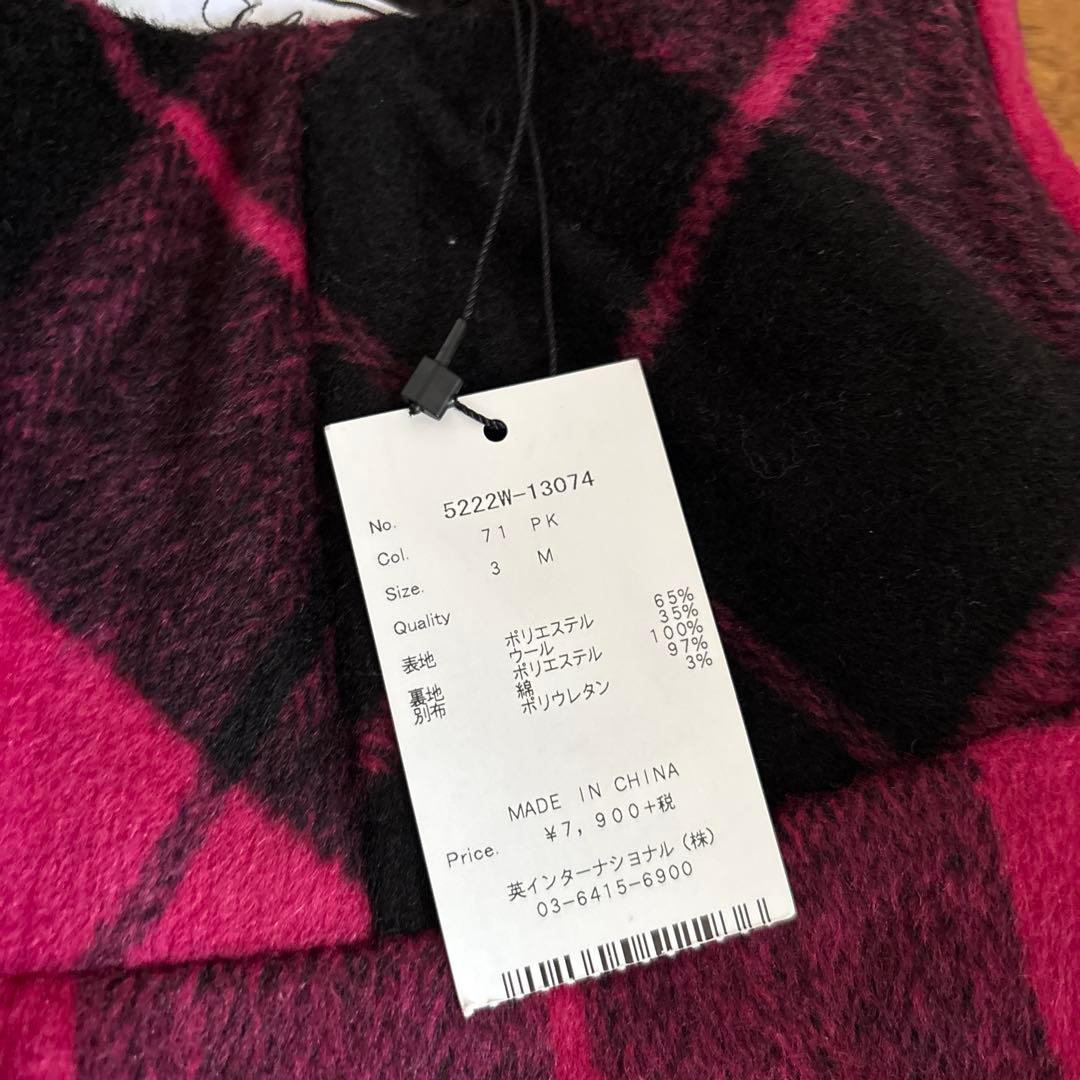 No. 5222W-13074
Col. 71 PK
Size. 3 M
Quality
表地 ポリエステル 65%
ウール 35%
裏地 ポリエステル 100%
別布 綿 97%
ポリウレタン 3%
MADE IN CHINA
Price. ¥7,900+税
英インターナショナル(株)
03-6415-6900